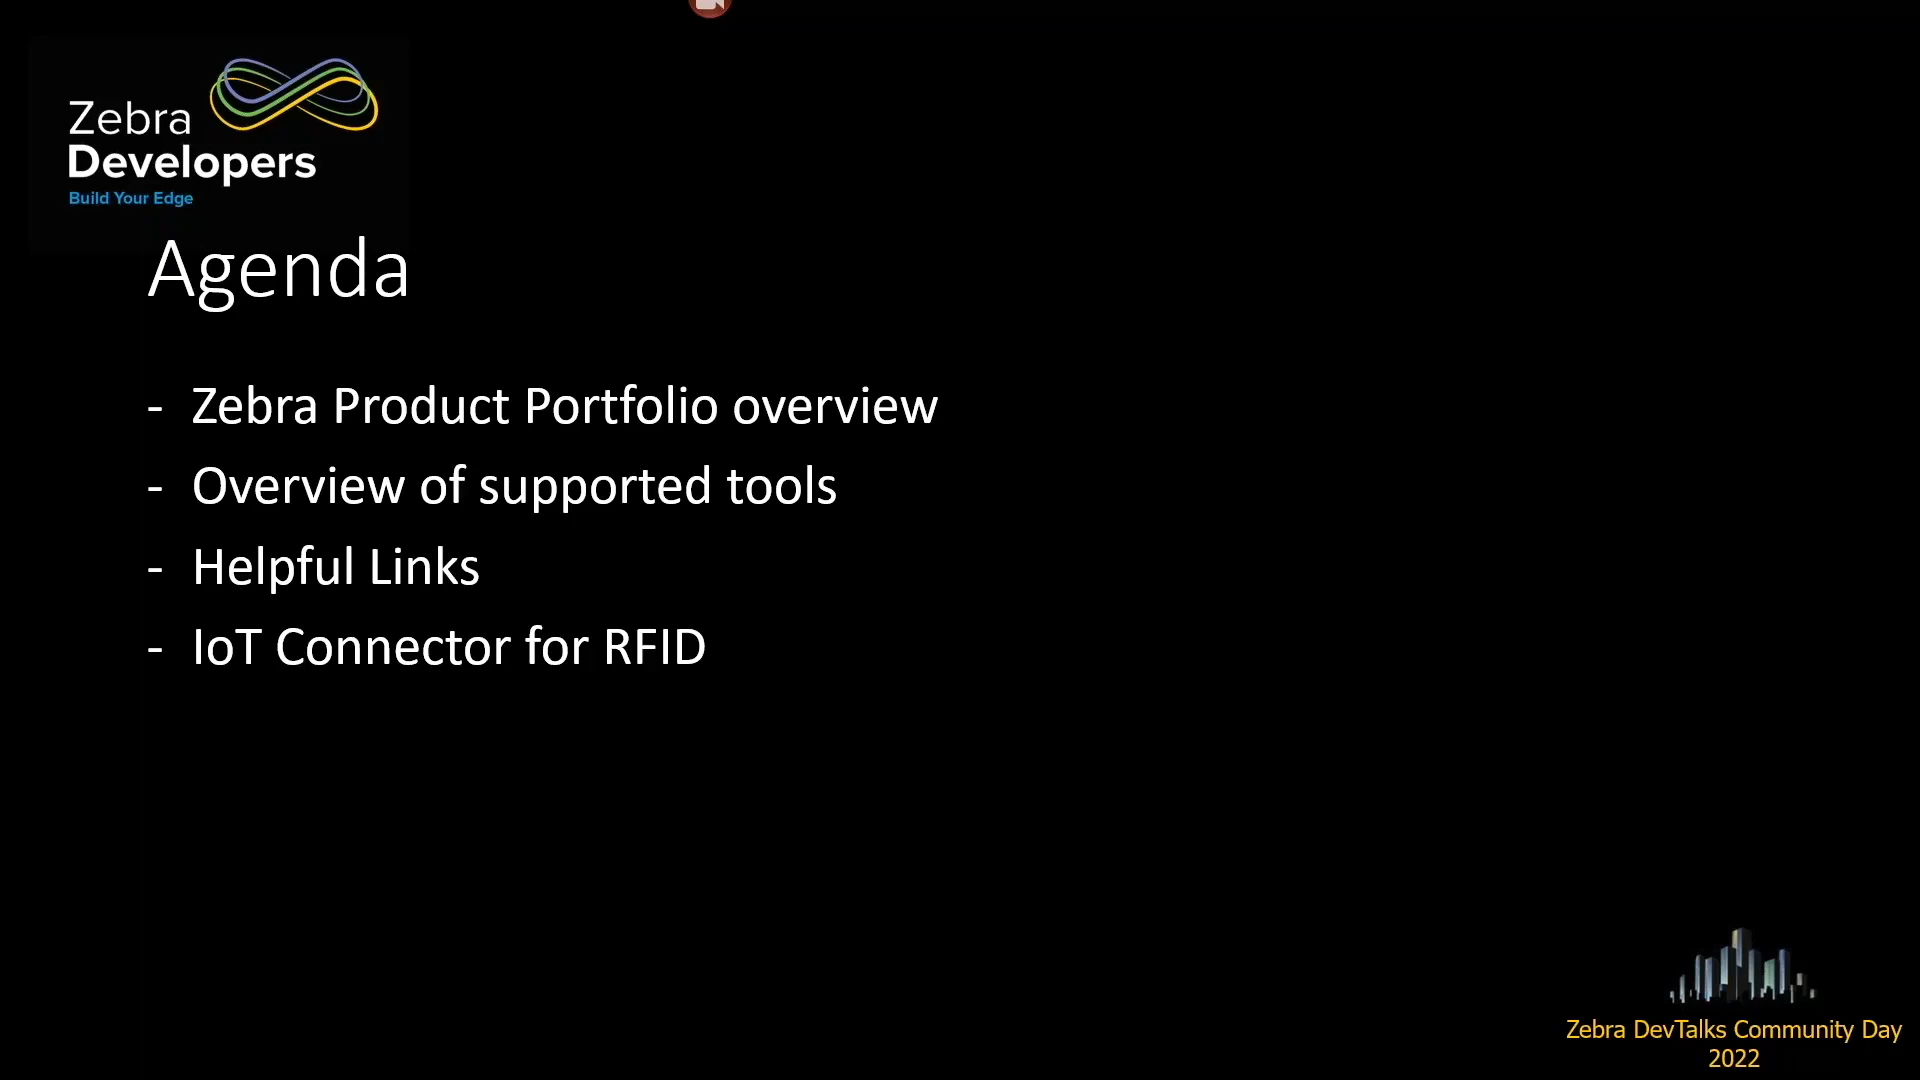 Zebra
Developers
Build Your Edge
Agenda
- Zebra Product Portfolio overview
- Overview of supported tools
- Helpful Links
- IoT Connector for RFID
Zebra DevTalks Community Day
2022